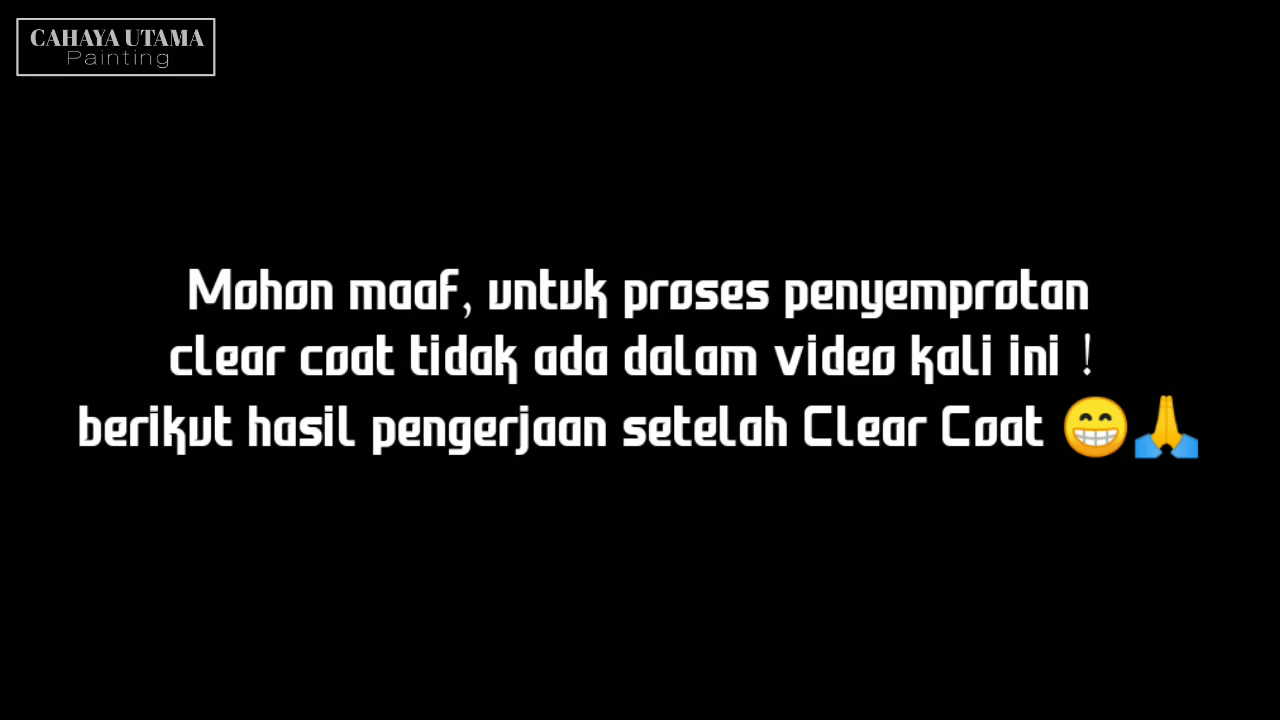 CAHAYA UTAMA
Painting
Mohon maaf, untuk proses penyemprotan
clear coat tidak ada dalam video kali ini !
berikut hasil pengerjaan setelah Clear Coat 😁🙏